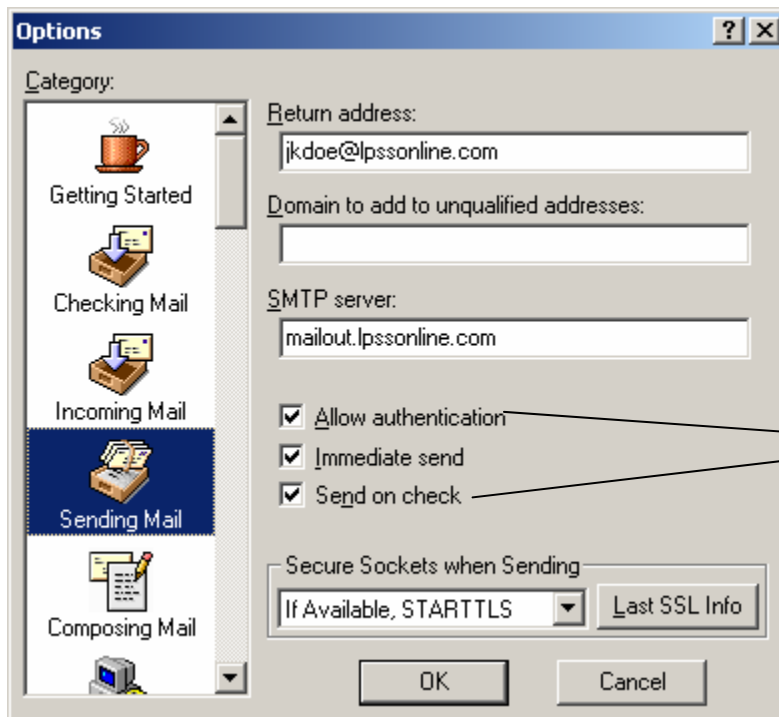 Options
Category:
Getting Started
Checking Mail
Incoming Mail
Sending Mail
Composing Mail
Return address:
jkdoe@lpssonline.com
Domain to add to unqualified addresses:
SMTP server:
mailout.lpssonline.com
Allow authentication
Immediate send
Send on check
Secure Sockets when Sending
If Available, STARTTLS
Last SSL Info
OK
Cancel